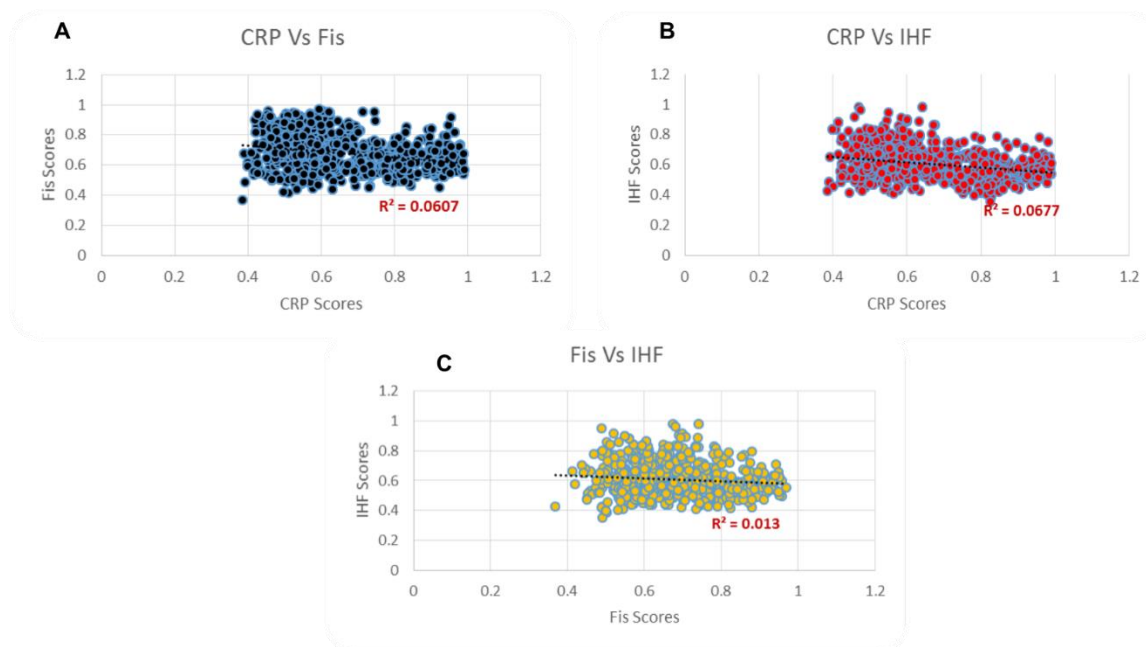 A
CRP Vs Fis
1.2
1
0.8
0.6
0.4
0.2
0
Fis Scores
R² = 0.0607
0 0.2 0.4 0.6 0.8 1 1.2
CRP Scores
B
CRP Vs IHF
1.2
1
0.8
0.6
0.4
0.2
0
IHF Scores
R² = 0.0677
0 0.2 0.4 0.6 0.8 1 1.2
CRP Scores
C
Fis Vs IHF
1.2
1
0.8
0.6
0.4
0.2
0
IHF Scores
R² = 0.013
0 0.2 0.4 0.6 0.8 1 1.2
Fis Scores